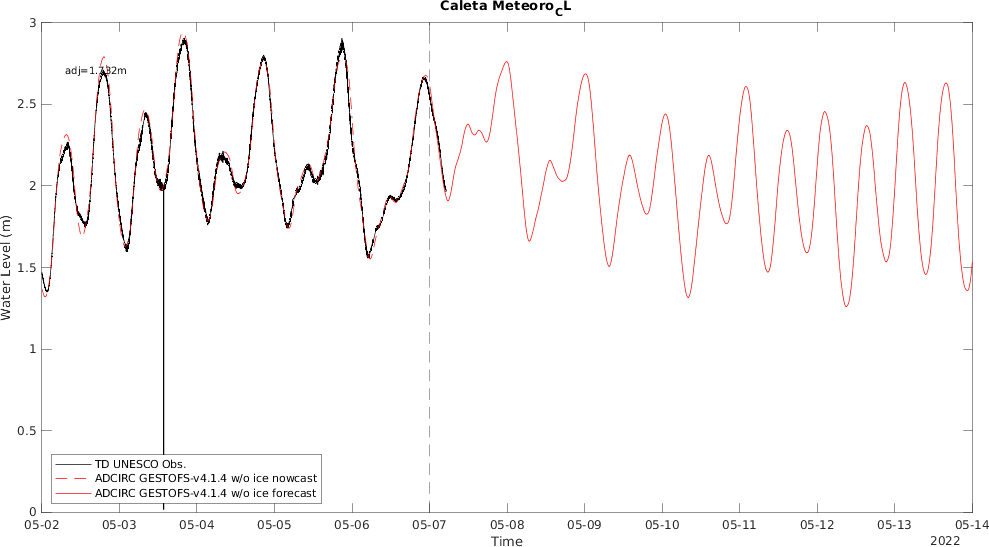 Caleta Meteoro_CL
adj=1.732m
Water Level (m)
3
2.5
2
1.5
1
0.5
0
TD UNESCO Obs.
ADCIRC GESTOFS-v4.1.4 w/o ice nowcast
ADCIRC GESTOFS-v4.1.4 w/o ice forecast
05-02 05-03 05-04 05-05 05-06 05-07 05-08 05-09 05-10 05-11 05-12 05-13 05-14
Time
2022